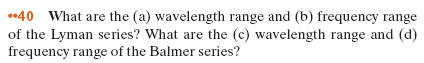 ••40 What are the (a) wavelength range and (b) frequency range
of the Lyman series? What are the (c) wavelength range and (d)
frequency range of the Balmer series?